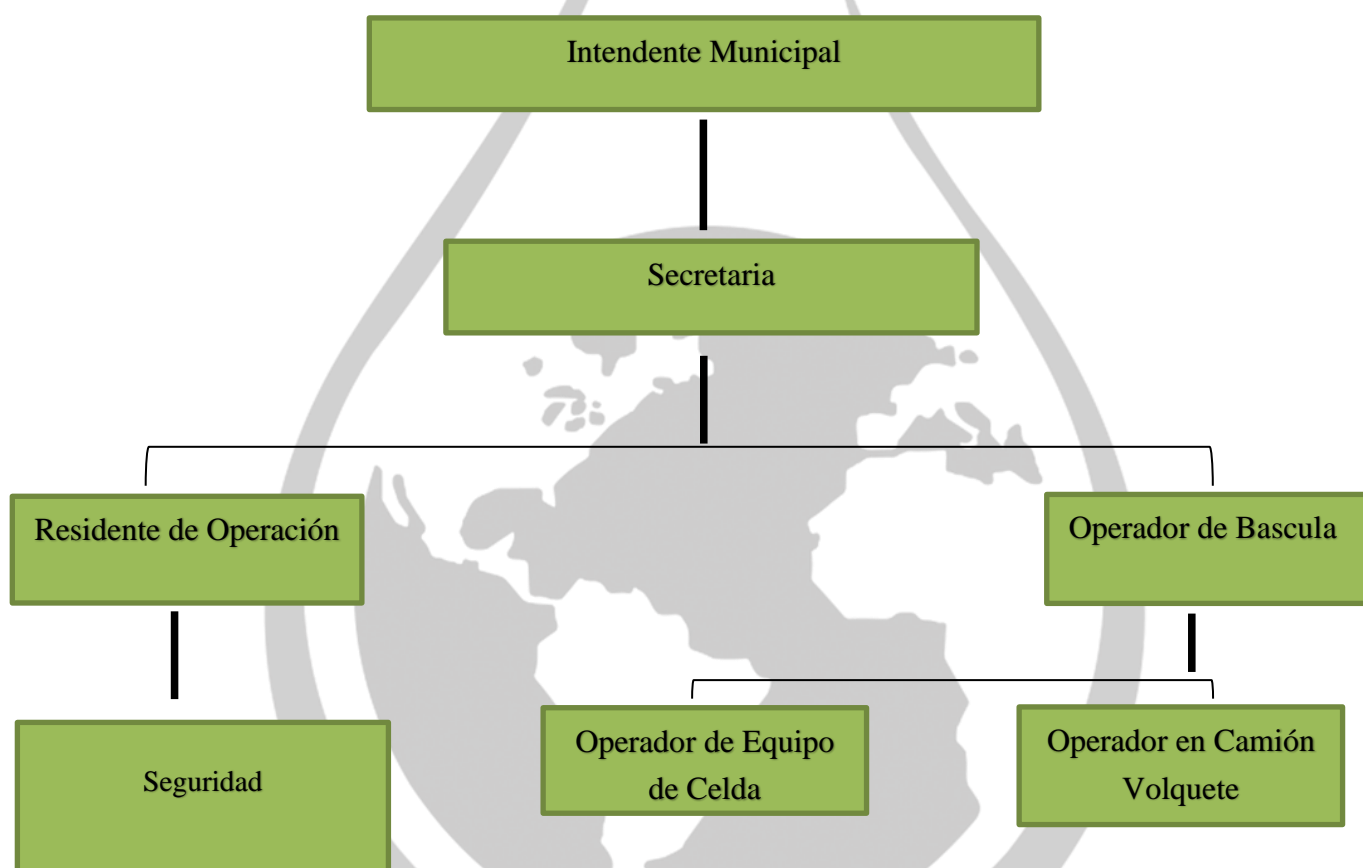 Intendente Municipal
Secretaria
Residente de Operación
Operador de Bascula
Seguridad
Operador de Equipo
de Celda
Operador en Camión
Volquete